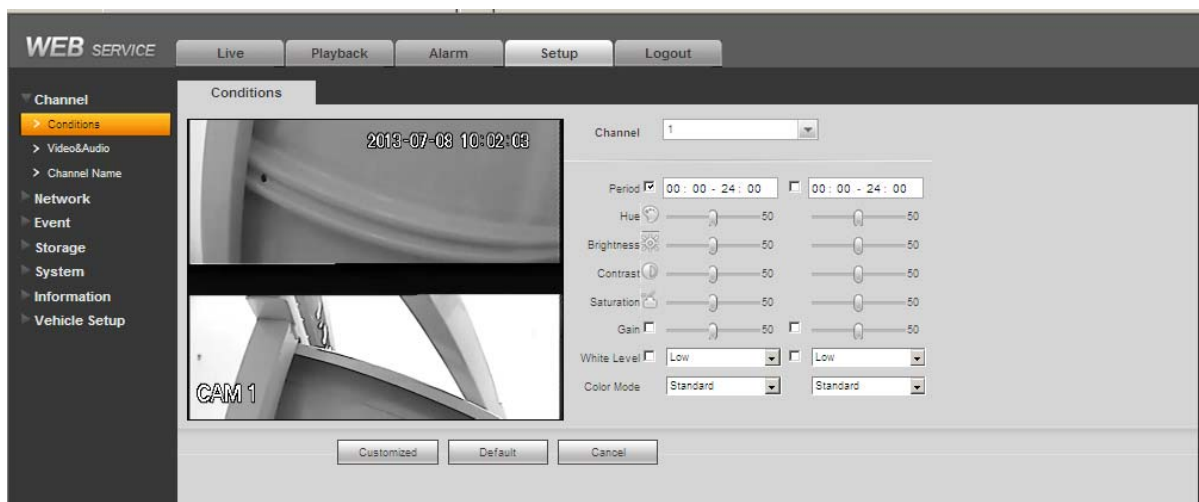 WEB SERVICE
Live Playback Alarm Setup Logout
Channel
> Conditions
> Video&Audio
> Channel Name
Network
Event
Storage
System
Information
Vehicle Setup
Conditions
2013-07-08 10:02:03
CAM 1
Channel 1
Period 00 : 00 - 24 : 00 00 : 00 - 24 : 00
Hue 50 50
Brightness 50 50
Contrast 50 50
Saturation 50 50
Gain 50 50
White Level Low Low
Color Mode Standard Standard
Customized Default Cancel